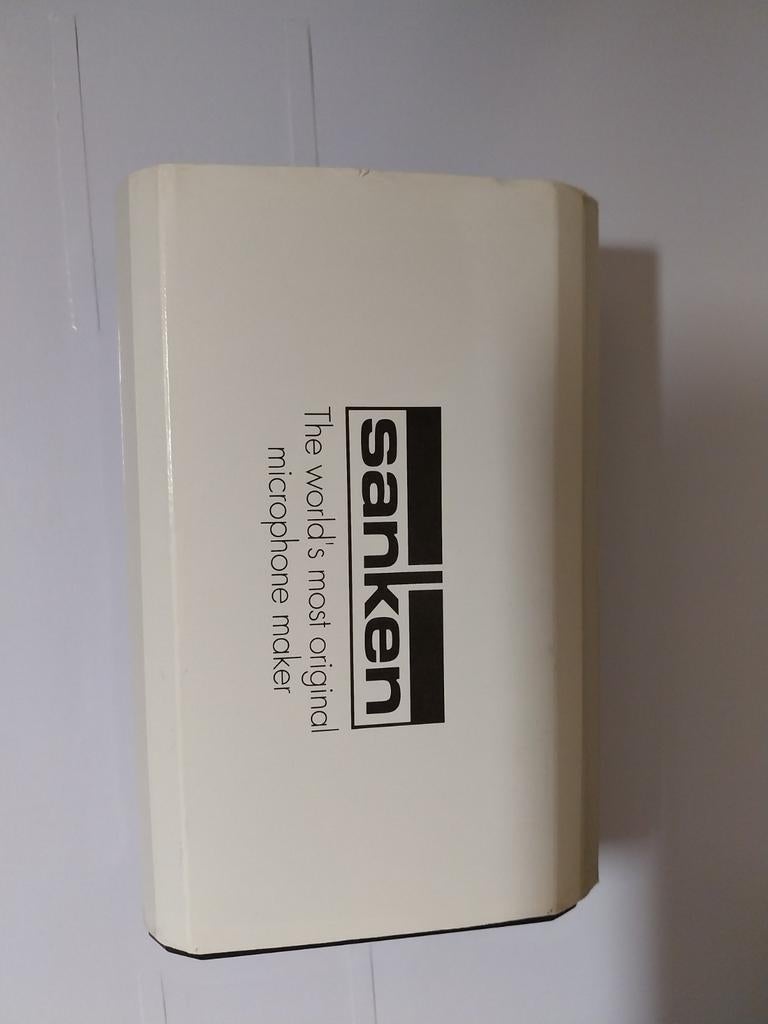 sanken
The world's most original
microphone maker